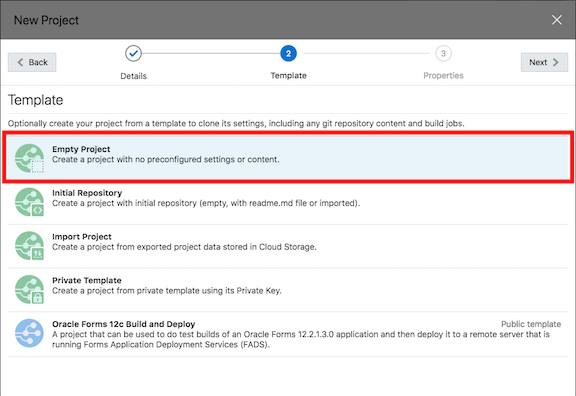 New Project
Back
2
3
Next
Details
Template
Properties
Template
Optionally create your project from a template to clone its settings, including any git repository content and build jobs.
Empty Project
Create a project with no preconfigured settings or content.
Initial Repository
Create a project with initial repository (empty, with readme.md file or imported).
Import Project
Create a project from exported project data stored in Cloud Storage.
Private Template
Create a project from private template using its Private Key.
Oracle Forms 12c Build and Deploy
Public template
A project that can be used to do test builds of an Oracle Forms 12.2.1.3.0 application and then deploy it to a remote server that is
running Forms Application Deployment Services (FADS).